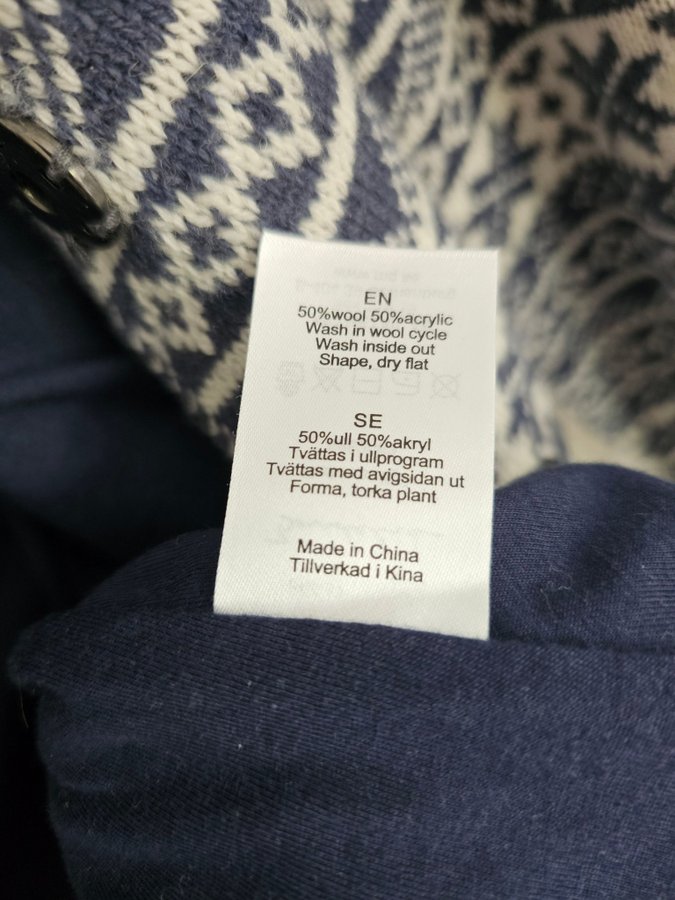 EN
50%wool 50%acrylic
Wash in wool cycle
Wash inside out
Shape, dry flat
SE
50%ull 50%akryl
Tvättas i ullprogram
Tvättas med avigsidan ut
Forma, torka plant
Made in China
Tillverkad i Kina